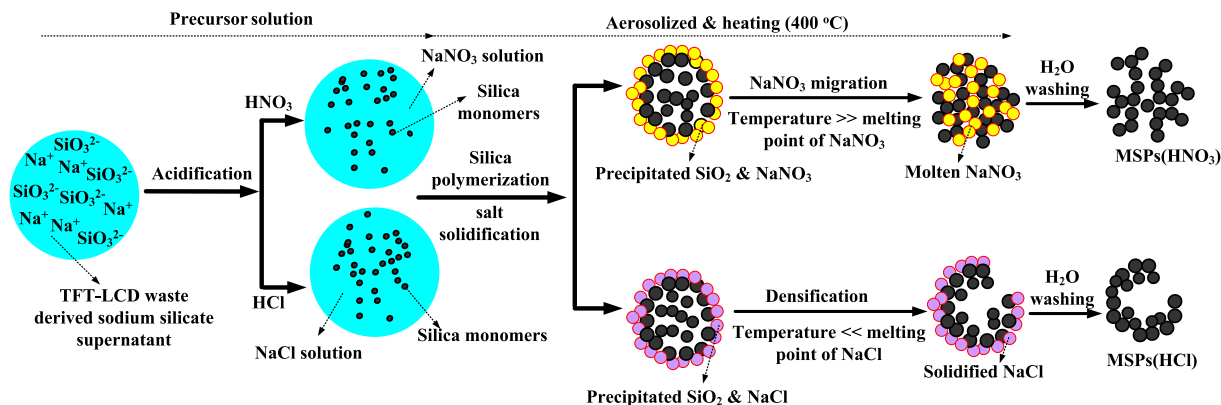 Precursor solution
Aerosolized & heating (400 °C)
SiO₃²⁻
Na⁺
Na⁺SiO₃²⁻
SiO₃²⁻SiO₃²⁻Na⁺
Na⁺ Na⁺
SiO₃²⁻
TFT-LCD waste
derived sodium silicate
supernatant
Acidification
HNO₃
HCl
NaNO₃ solution
Silica
monomers
NaCl solution
Silica monomers
Silica
polymerization
salt
solidification
Precipitated SiO₂ & NaNO₃
NaNO₃ migration
Temperature >> melting
point of NaNO₃
Molten NaNO₃
H₂O
washing
MSPs(HNO₃)
Precipitated SiO₂ & NaCl
Densification
Temperature << melting
point of NaCl
Solidified NaCl
H₂O
washing
MSPs(HCl)